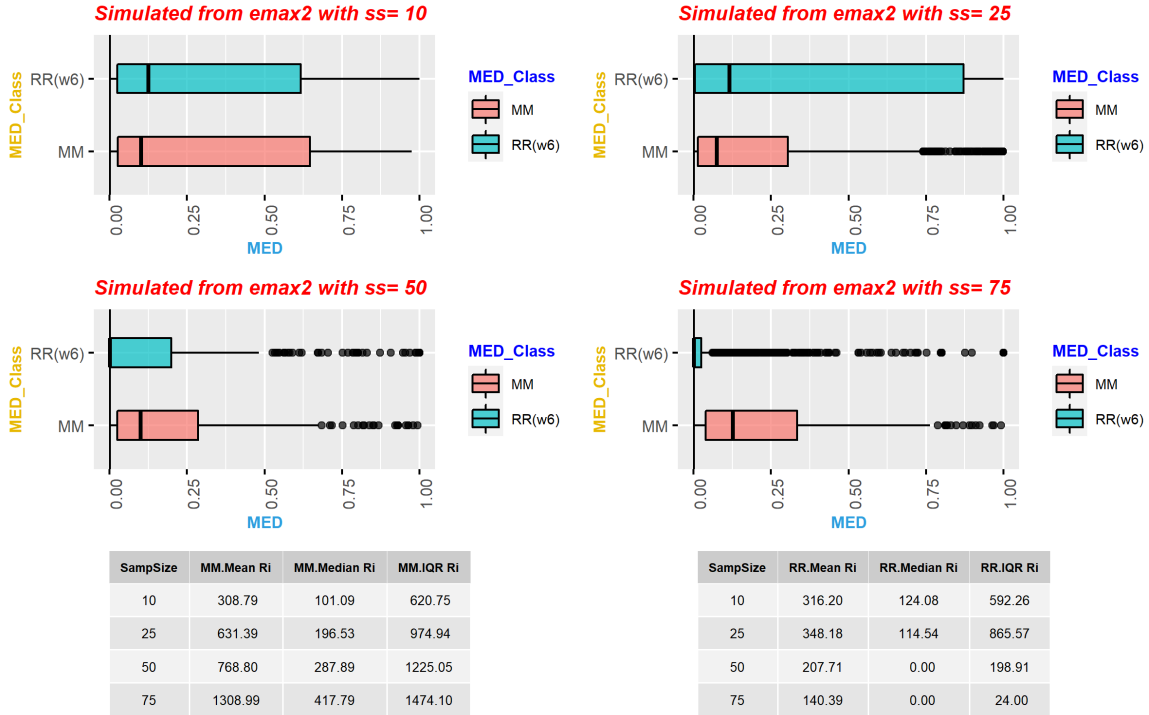 Simulated from emax2 with ss= 10
MED_Class
RR(w6)
MM
0.00 0.25 0.50 0.75 1.00
MED
MED_Class
MM
RR(w6)
Simulated from emax2 with ss= 25
MED_Class
RR(w6)
MM
0.00 0.25 0.50 0.75 1.00
MED
MED_Class
MM
RR(w6)
Simulated from emax2 with ss= 50
MED_Class
RR(w6)
MM
0.00 0.25 0.50 0.75 1.00
MED
MED_Class
MM
RR(w6)
Simulated from emax2 with ss= 75
MED_Class
RR(w6)
MM
0.00 0.25 0.50 0.75 1.00
MED
MED_Class
MM
RR(w6)
SampSize MM.Mean Ri MM.Median Ri MM.IQR Ri
10 308.79 101.09 620.75
25 631.39 196.53 974.94
50 768.80 287.89 1225.05
75 1308.99 417.79 1474.10
SampSize RR.Mean Ri RR.Median Ri RR.IQR Ri
10 316.20 124.08 592.26
25 348.18 114.54 865.57
50 207.71 0.00 198.91
75 140.39 0.00 24.00